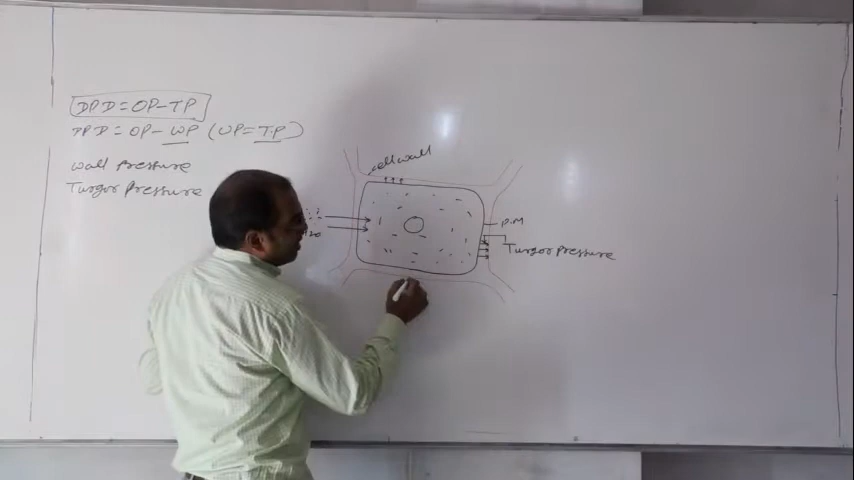 DPD = OP-TP
DPD = OP-WP (WP=TP)
wall pressure
Turgor pressure
cell wall
P.M
Turgor pressure